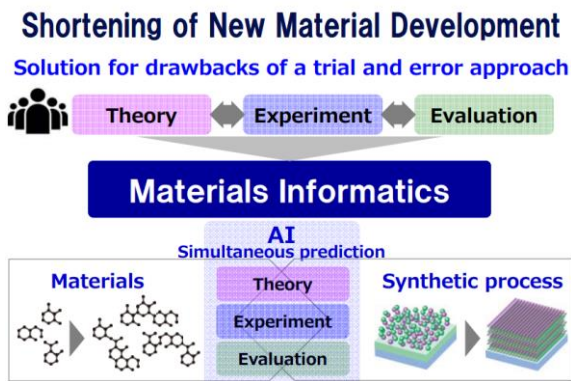 Shortening of New Material Development
Solution for drawbacks of a trial and error approach
Theory
Experiment
Evaluation
Materials Informatics
AI
Simultaneous prediction
Materials
Theory
Experiment
Evaluation
Synthetic process